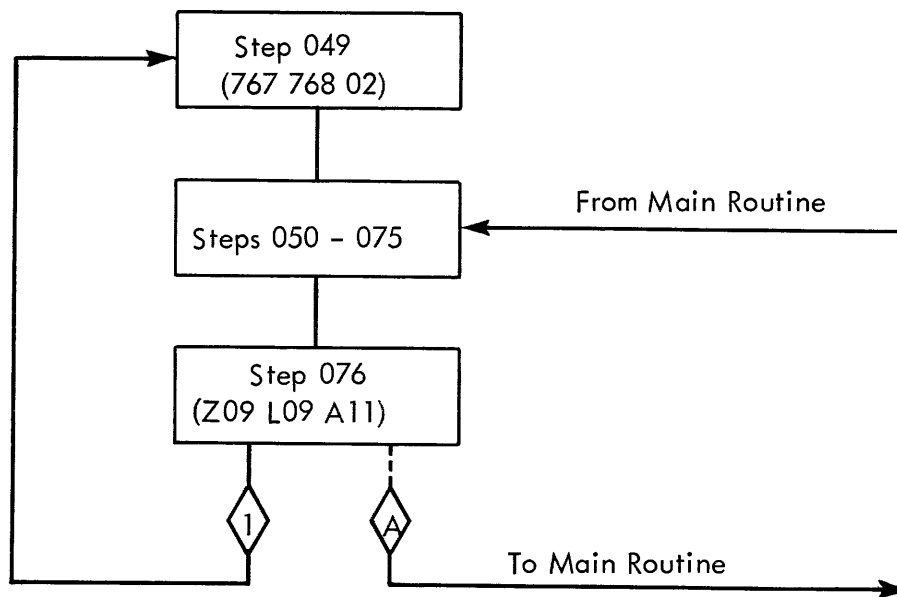 Step 049
(767 768 02)
From Main Routine
Steps 050 – 075
Step 076
(Z09 L09 A11)
1
A
To Main Routine